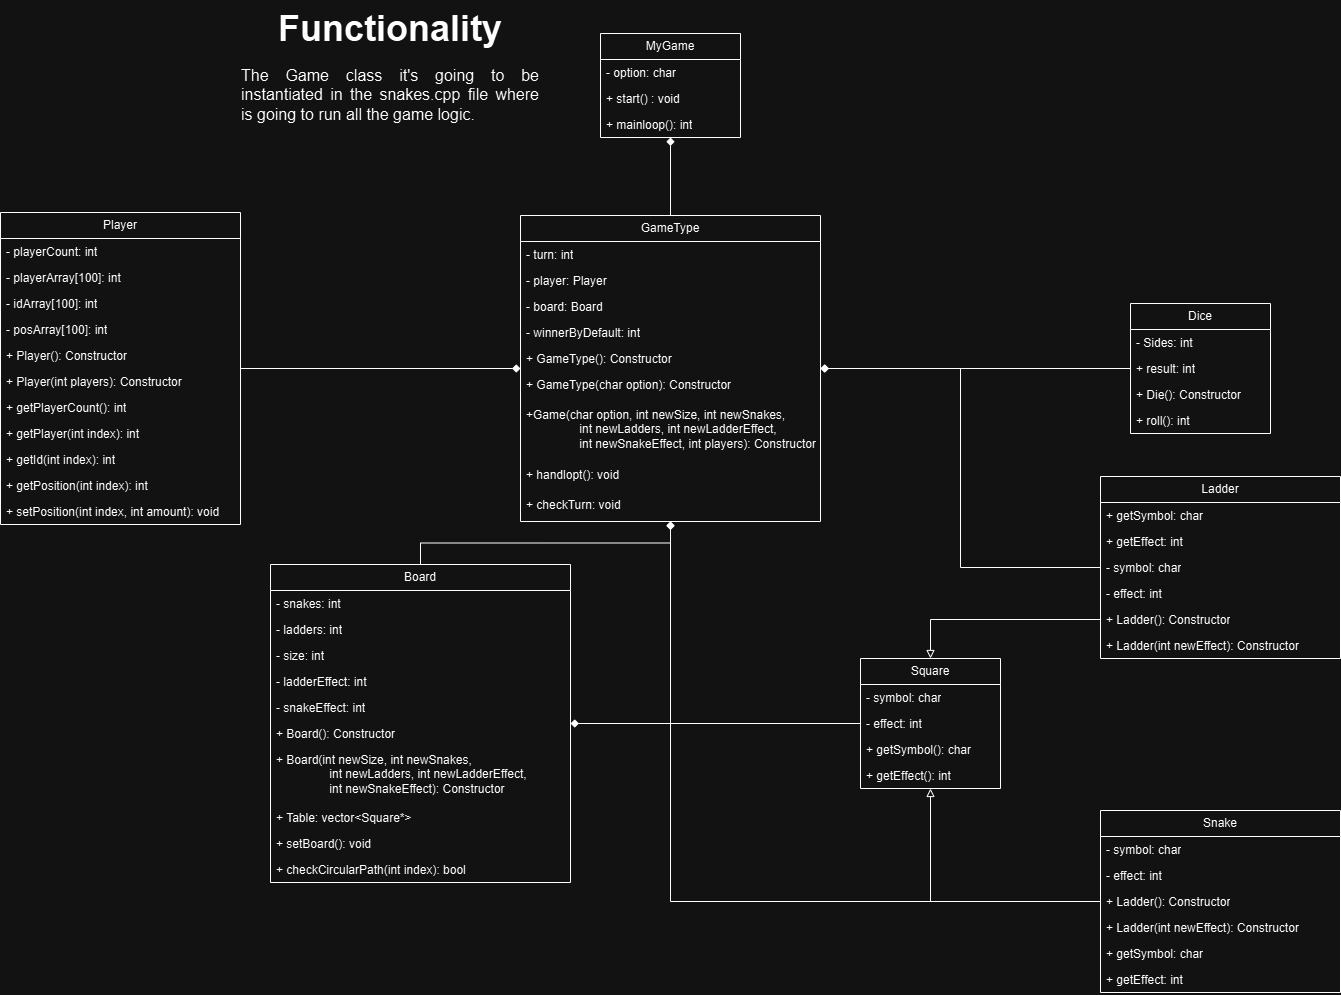 Functionality
The Game class it's going to be
instantiated in the snakes.cpp file where
is going to run all the game logic.
MyGame
- option: char
+ start() : void
+ mainloop(): int
Player
- playerCount: int
- playerArray[100]: int
- idArray[100]: int
- posArray[100]: int
+ Player(): Constructor
+ Player(int players): Constructor
+ getPlayerCount(): int
+ getPlayer(int index): int
+ getId(int index): int
+ getPosition(int index): int
+ setPosition(int index, int amount): void
GameType
- turn: int
- player: Player
- board: Board
- winnerByDefault: int
+ GameType(): Constructor
+ GameType(char option): Constructor
+Game(char option, int newSize, int newSnakes,
int newLadders, int newLadderEffect,
int newSnakeEffect, int players): Constructor
+ handlopt(): void
+ checkTurn: void
Dice
- Sides: int
+ result: int
+ Die(): Constructor
+ roll(): int
Ladder
+ getSymbol: char
+ getEffect: int
- symbol: char
- effect: int
+ Ladder(): Constructor
+ Ladder(int newEffect): Constructor
Board
- snakes: int
- ladders: int
- size: int
- ladderEffect: int
- snakeEffect: int
+ Board(): Constructor
+ Board(int newSize, int newSnakes,
int newLadders, int newLadderEffect,
int newSnakeEffect): Constructor
+ Table: vector<Square*>
+ setBoard(): void
+ checkCircularPath(int index): bool
Square
- symbol: char
- effect: int
+ getSymbol(): char
+ getEffect(): int
Snake
- symbol: char
- effect: int
+ Ladder(): Constructor
+ Ladder(int newEffect): Constructor
+ getSymbol: char
+ getEffect: int